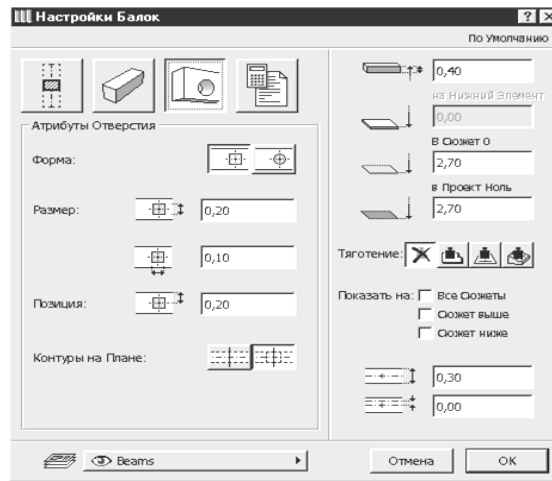 Настройки Балок
? X
По Умолчанию
Атрибуты Отверстия
Форма:
Размер:
0,20
0,10
Позиция:
0,20
Контуры на Плане:
Beams
0,40
на Нижний Элемент
0,00
В Сюжет 0
2,70
в Проект Ноль
2,70
Тяготение:
Показать на:
Все Сюжеты
Сюжет выше
Сюжет ниже
0,30
0,00
Отмена
OK